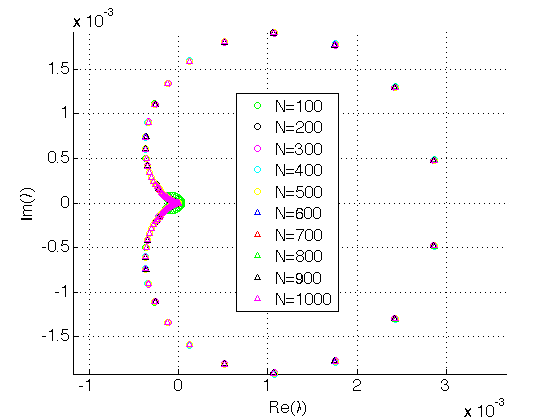 x 10⁻³
1.5
1
0.5
0
-0.5
-1
-1.5
Im(λ)
N=100
N=200
N=300
N=400
N=500
N=600
N=700
N=800
N=900
N=1000
-1 0 1 2 3
Re(λ) x 10⁻³